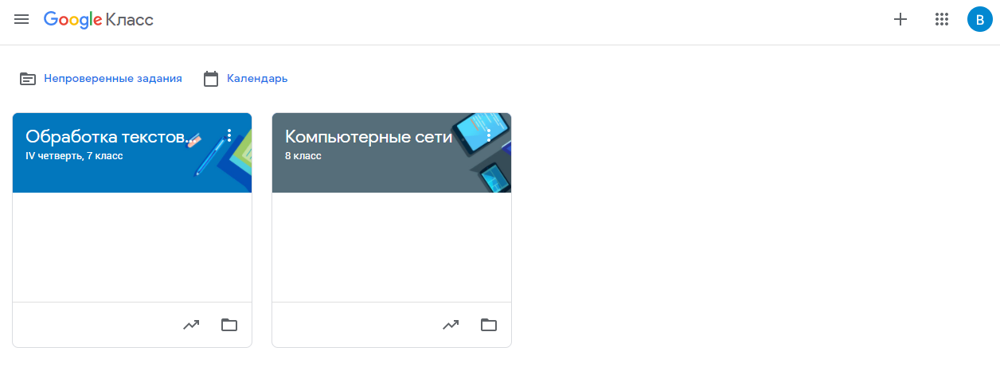 Google Класс
В
Непроверенные задания
Календарь
Обработка текстов...
IV четверть, 7 класс
Компьютерные сети
8 класс